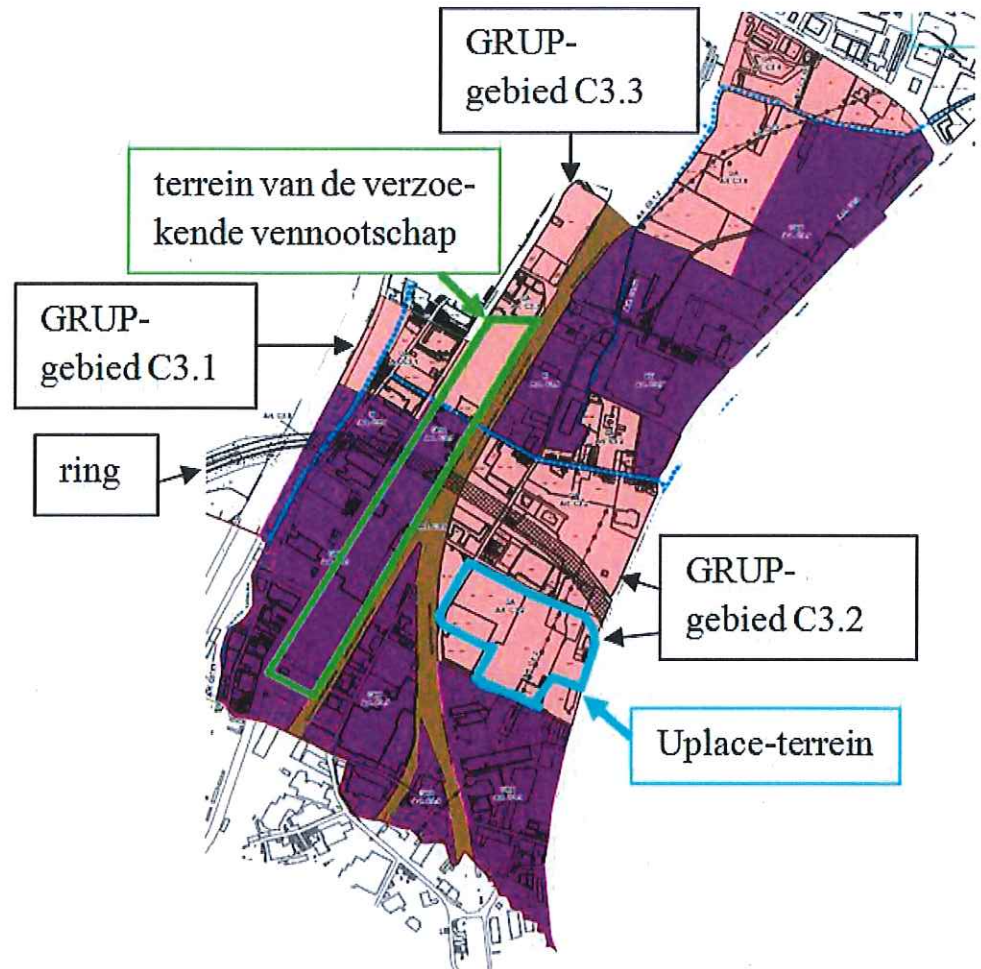 GRUP-
gebied C3.3
terrein van de verzoe-
kende vennootschap
GRUP-
gebied C3.1
ring
GRUP-
gebied C3.2
Uplace-terrein